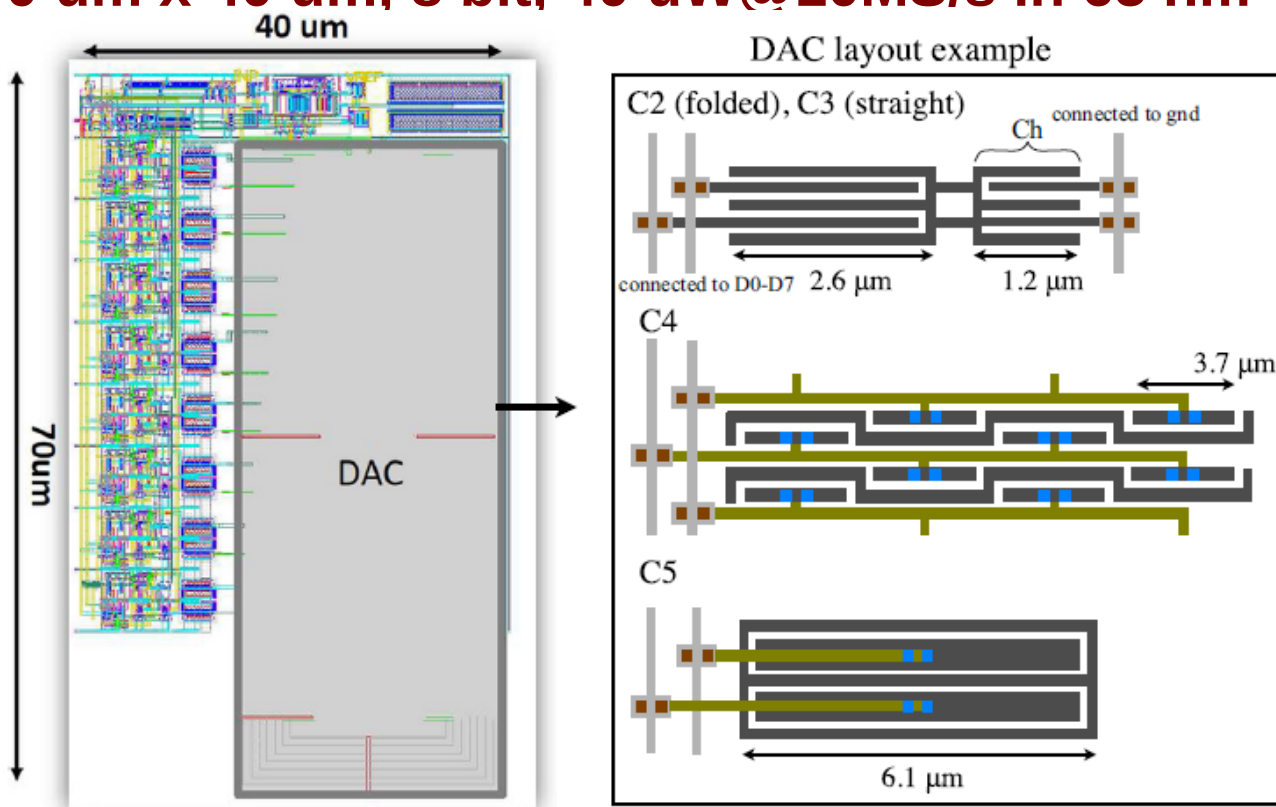 40 um
70um
DAC
DAC layout example
C2 (folded), C3 (straight)
Ch
connected to gnd
connected to D0-D7
2.6 µm
1.2 µm
C4
3.7 µm
C5
6.1 µm